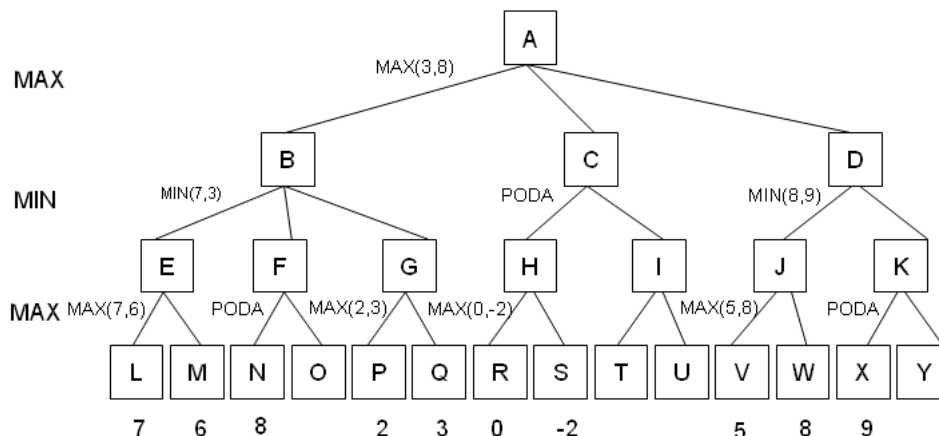 A
MAX(3,8)
MAX
B C D
MIN MIN(7,3) PODA MIN(8,9)
E F G H I J K
MAX MAX(7,6) PODA MAX(2,3) MAX(0,-2) MAX(5,8) PODA
L M N O P Q R S T U V W X Y
7 6 8 2 3 0 -2 5 8 9